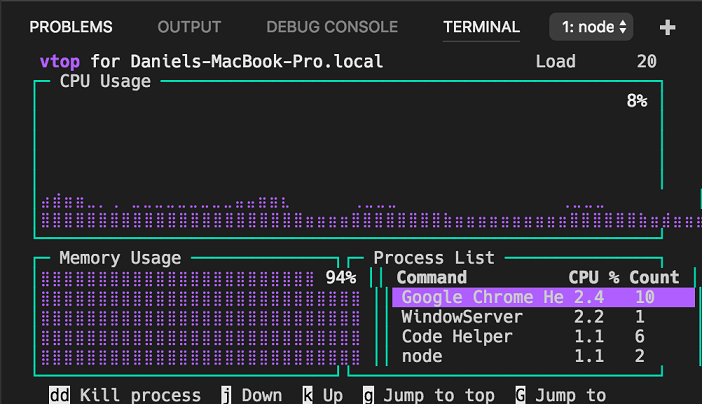 PROBLEMS OUTPUT DEBUG CONSOLE TERMINAL 1: node
vtop for Daniels-MacBook-Pro.local Load 20
CPU Usage
8%
Memory Usage
94%
Process List
Command CPU % Count
Google Chrome He 2.4 10
WindowServer 2.2 1
Code Helper 1.1 6
node 1.1 2
dd Kill process j Down k Up g Jump to top G Jump to